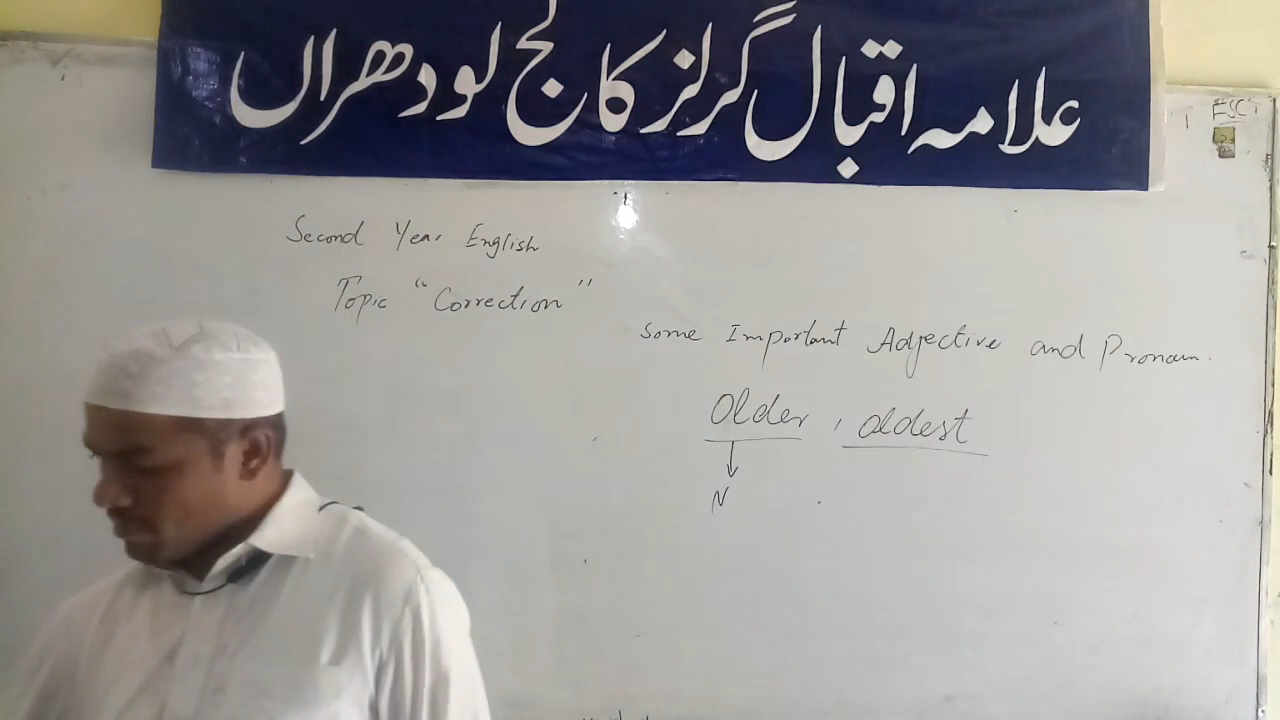 علامہ اقبال گرلز کالج لودھراں
Second Year English
Topic "Correction"
some Important Adjective and Pronoun.
Older, oldest
N